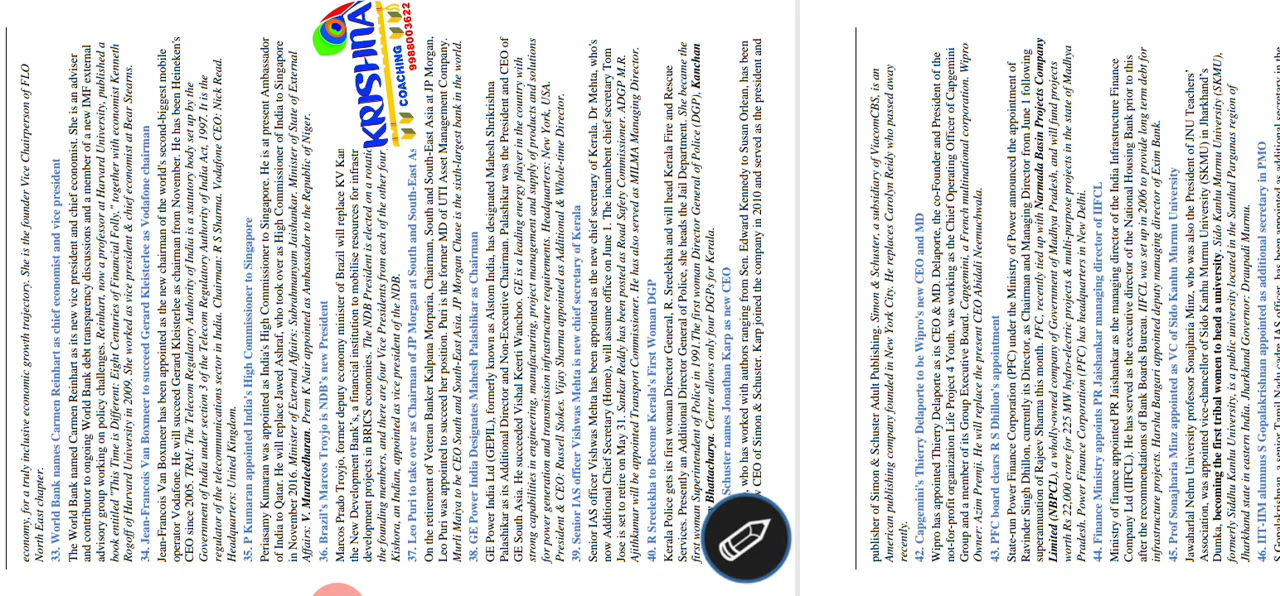 economy, for a truly inclusive economic growth trajectory. She is the founder Vice Chairperson of FLO
North East chapter.
33. World Bank names Carmen Reinhart as chief economist and vice president
The World Bank has named Carmen Reinhart as its new vice president and chief economist. She is an adviser
and contributor to ongoing World Bank debt transparency discussions and a member of a new IMF external
advisory group working on policy challenges. Reinhart, now a professor at Harvard University, published a
book entitled "This Time is Different: Eight Centuries of Financial Folly," together with economist Kenneth
Rogoff of Harvard University in 2009. She worked as vice president & chief economist at Bear Stearns.
34. Jean-Francois Van Boxmeer to succeed Gerard Kleisterlee as Vodafone chairman
Jean-Francois Van Boxmeer has been appointed as the new chairman of the world's second-biggest mobile
operator Vodafone. He will succeed Gerard Kleisterlee as chairman from November. He has been Heineken's
CEO since 2005. TRAI: The Telecom Regulatory Authority of India is a statutory body set up by the
Government of India under section 3 of the Telecom Regulatory Authority of India Act, 1997. It is the
regulator of the telecommunications sector in India. Chairman: R S Sharma. Vodafone CEO: Nick Read.
Headquarters: United Kingdom.
35. P Kumaran appointed India's High Commissioner to Singapore
Periasamy Kumaran was appointed as India's High Commissioner to Singapore. He is at present Ambassador
of India to Qatar. He will replace Jawed Ashraf, who took over as High Commissioner of India to Singapore
in November 2016. Minister of External Affairs: Subrahmanyam Jaishankar. Minister of State of External
Affairs: V. Muraleedharan. Prem K Nair appointed as Ambassador to the Republic of Niger.
36. Brazil's Marcos Troyjo is NDB's new President
Marcos Prado Troyjo, former deputy economy minister of Brazil will replace KV Kam
the New Development Bank's, a financial institution to mobilise resources for infrastr
development projects in BRICS economies. The NDB President is elected on a rotatio
the founding members, and there are four Vice Presidents from each of the other four
Kishora, an Indian, appointed as vice president of the NDB.
37. Leo Puri to take over as Chairman of JP Morgan at South and South-East As
On the retirement of Veteran Banker Kalpana Morparia, Chairman, South and South-East Asia at JP Morgan,
Leo Puri was appointed to succeed her position. Puri is the former MD of UTI Asset Management Company.
Murli Maiya to be CEO South and South-East Asia. JP Morgan Chase is the sixth-largest bank in the world.
38. GE Power India Designates Mahesh Palashikar as Chairman
GE Power India Ltd (GEPIL), formerly known as Alstom India, has designated Mahesh Shrikrishna
Palashikar as its Additional Director and Non-Executive Chairman. Palashikar was the President and CEO of
GE South Asia. He succeeded Vishal Keerti Wanchoo. GE is a leading energy player in the country with
strong capabilities in engineering, manufacturing, project management and supply of products and solutions
for power generation and transmission infrastructure requirements. Headquarters: New York, USA.
President & CEO: Russell Stokes. Vijay Sharma appointed as Additional & Whole-time Director.
39. Senior IAS officer Vishwas Mehta is new chief secretary of Kerala
Senior IAS officer Vishwas Mehta has been appointed as the new chief secretary of Kerala. Dr Mehta, who's
now Additional Chief Secretary (Home), will assume office on June 1. The incumbent chief secretary Tom
Jose is set to retire on May 31. Sankar Reddy has been posted as Road Safety Commissioner. ADGP M.R.
Ajithkumar will be appointed Transport Commissioner. He has also served as MILMA Managing Director.
40. R Sreelekha to Become Kerala's First Woman DGP
Kerala Police gets its first woman Director General, R. Sreelekha and will head Kerala Fire and Rescue
Services. Presently an Additional Director General of Police, she heads the Jail Department. She became the
first woman Superintendent of Police in 1991.The first woman Director General of Police (DGP), Kanchan
Bhattacharya. Centre allows only four DGPs for Kerala.
Schuster names Jonathan Karp as new CEO
who has worked with authors ranging from Sen. Edward Kennedy to Susan Orlean, has been
CEO of Simon & Schuster. Karp joined the company in 2010 and served as the president and
KRUSHNA
COACHING
9988003622
publisher of Simon & Schuster Adult Publishing. Simon & Schuster, a subsidiary of ViacomCBS, is an
American publishing company founded in New York City in 1924. He replaces Carolyn Reidy who passed away
recently.
42. Capgemini's Thierry Delaporte to be Wipro's new CEO and MD
Wipro has appointed Thierry Delaporte as its CEO & MD. Delaporte, the co-Founder and President of the
not-for-profit organization Life Project 4 Youth, was working as the Chief Operating Officer of Capgemini
Group and a member of its Group Executive Board. Capgemini, a French multinational corporation. Wipro
Owner: Azim Premji. He will replace the present CEO Abidali Neemuchwala.
43. PFC board clears R S Dhillon's appointment
State-run Power Finance Corporation (PFC) under the Ministry of Power announced the appointment of
Ravinder Singh Dhillon, currently its Director, as Chairman and Managing Director from June 1 following
superannuation of Rajeev Sharma this month. PFC, recently tied up with Narmada Basin Projects Company
Limited (NBPCL), a wholly-owned company of Government of Madhya Pradesh, and will fund projects
worth Rs 22,000 crore for 225 MW hydro-electric projects & multi-purpose projects in the state of Madhya
Pradesh. Power Finance Corp (PFC) has headquarters in New Delhi.
44. Finance Ministry appoints PR Jaishankar managing director of IIFCL
Ministry of finance appointed PR Jaishankar as the managing director of the India Infrastructure Finance
Company Ltd (IIFCL). He has served as the executive director of the National Housing Bank prior to this
after the recommendations of Banks Boards Bureau. IIFCL was set up in 2006 to provide long term debt for
infrastructure projects. Harsha Bangari appointed deputy managing director of Exim Bank.
45. Prof Sonajharia Minz appointed as VC of Sido Kanhu Murmu University
Jawaharlal Nehru University professor Sonajharia Minz, who was also the President of JNU Teachers'
Association, was appointed vice-chancellor of Sido Kanhu Murmu University (SKMU) in Jharkhand's
Dumka, becoming the first tribal women to head a university. Sido Kanhu Murmu University (SKMU),
formerly Siddhu Kanhu University, is a public university located in the Santhal Parganas region of
Jharkhand state in eastern India. Jharkhand Governor: Draupadi Murmu.
46. IIT-IIM alumnus S Gopalakrishnan appointed as additional secretary in PMO